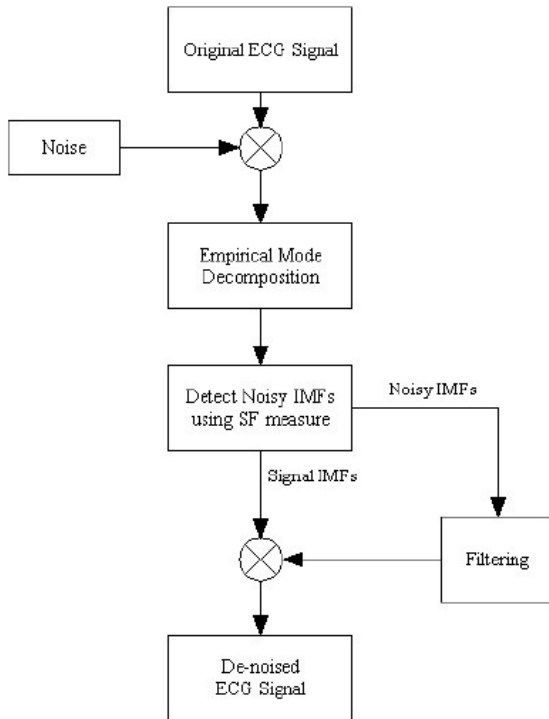 Original ECG Signal
Noise
Empirical Mode
Decomposition
Detect Noisy IMFs
using SF measure
Noisy IMFs
Signal IMFs
Filtering
De-noised
ECG Signal